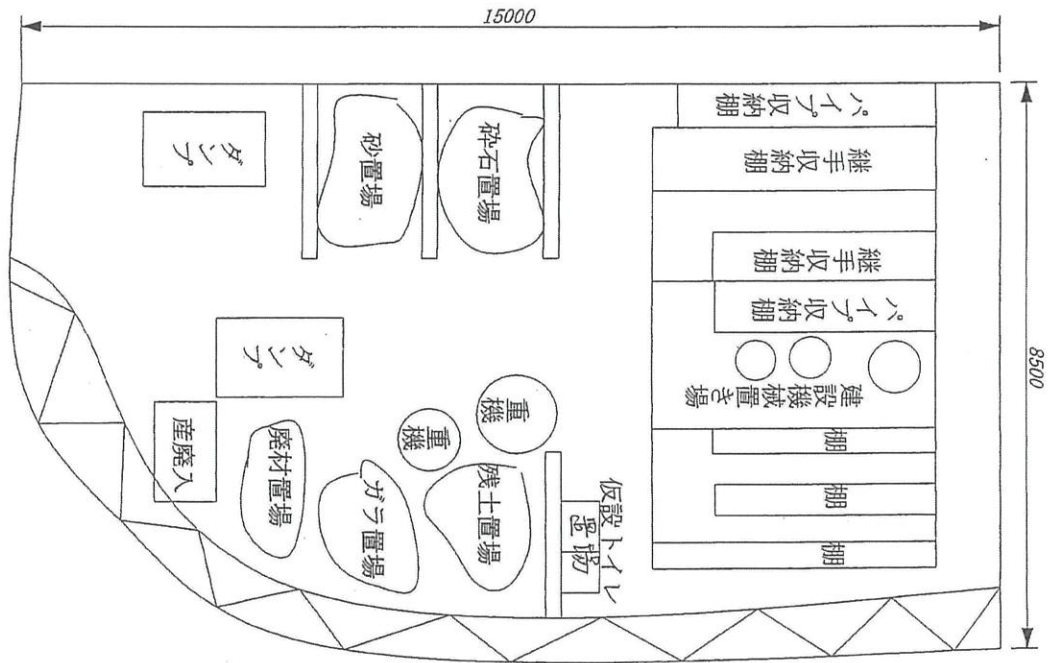 15000
8500
ダンプ
砂置場
砕石置場
パイプ収納棚
継手収納棚
継手収納棚
パイプ収納棚
建設機械置き場
ダンプ
重機
重機
産廃入
廃材置場
ガラ置場
残土置場
仮設トイレ
置場
棚
棚
棚